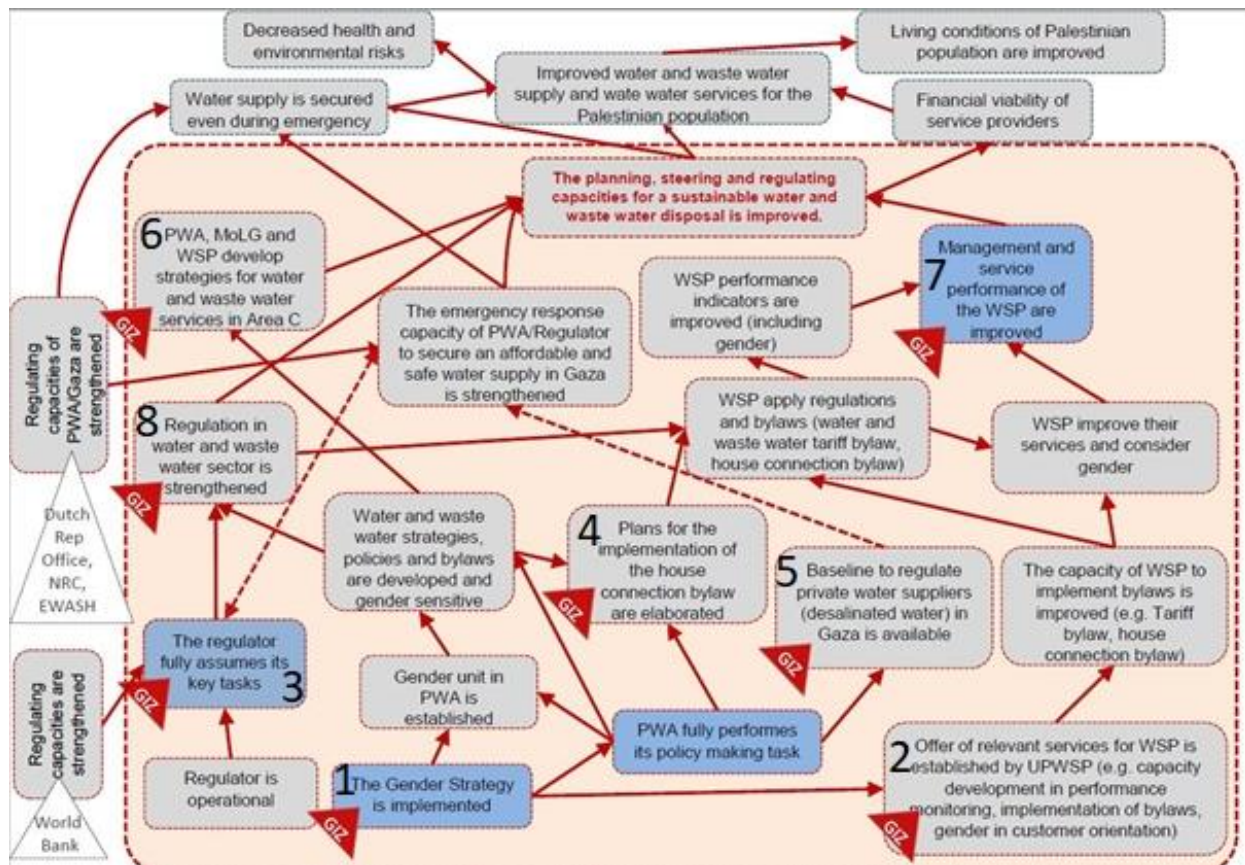 Decreased health and
environmental risks
Living conditions of Palestinian
population are improved
Improved water and waste water
supply and wate water services for the
Palestinian population
Water supply is secured
even during emergency
Financial viability of
service providers
The planning, steering and regulating
capacities for a sustainable water and
waste water disposal is improved.
6
PWA, MoLG and
WSP develop
strategies for water
and waste water
services in Area C
GIZ
7
Management and
service
performance of
the WSP are
improved
GIZ
WSP performance
indicators are
improved (including
gender)
The emergency response
capacity of PWA/Regulator
to secure an affordable and
safe water supply in Gaza
is strengthened
Regulating
capacities of
PWA/Gaza are
strengthened
Dutch
Rep
Office,
NRC,
EWASH
8
Regulation in
water and waste
water sector is
strengthened
GIZ
WSP apply regulations
and bylaws (water and
waste water tariff bylaw,
house connection bylaw)
WSP improve their
services and consider
gender
Water and waste
water strategies,
policies and bylaws
are developed and
gender sensitive
4
Plans for the
implementation of
the house
connection bylaw
are elaborated
GIZ
5
Baseline to regulate
private water suppliers
(desalinated water) in
Gaza is available
GIZ
The capacity of WSP to
implement bylaws is
improved (e.g. Tariff
bylaw, house
connection bylaw)
The regulator
fully assumes its
key tasks
3
GIZ
Regulating
capacities are
strengthened
World
Bank
Gender unit in
PWA is
established
PWA fully performes
its policy making task
Regulator is
operational
1
The Gender Strategy
is implemented
GIZ
2
Offer of relevant services for WSP is
established by UPWSP (e.g. capacity
development in performance
monitoring, implementation of bylaws,
gender in customer orientation)
GIZ